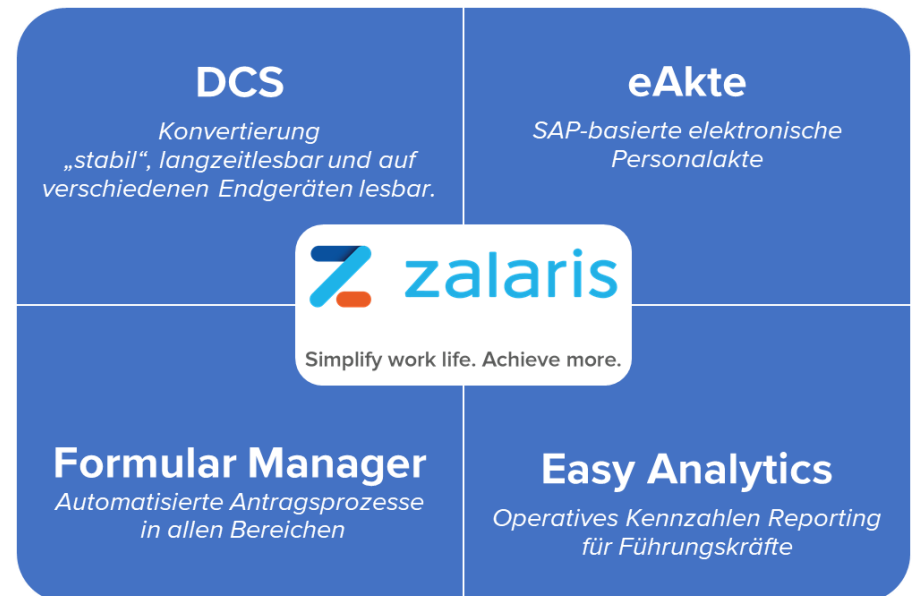 DCS
Konvertierung
„stabil“, langzeitlesbar und auf
verschiedenen Endgeräten lesbar.
eAkte
SAP-basierte elektronische
Personalakte
zalaris
Simplify work life. Achieve more.
Formular Manager
Automatisierte Antragsprozesse
in allen Bereichen
Easy Analytics
Operatives Kennzahlen Reporting
für Führungskräfte